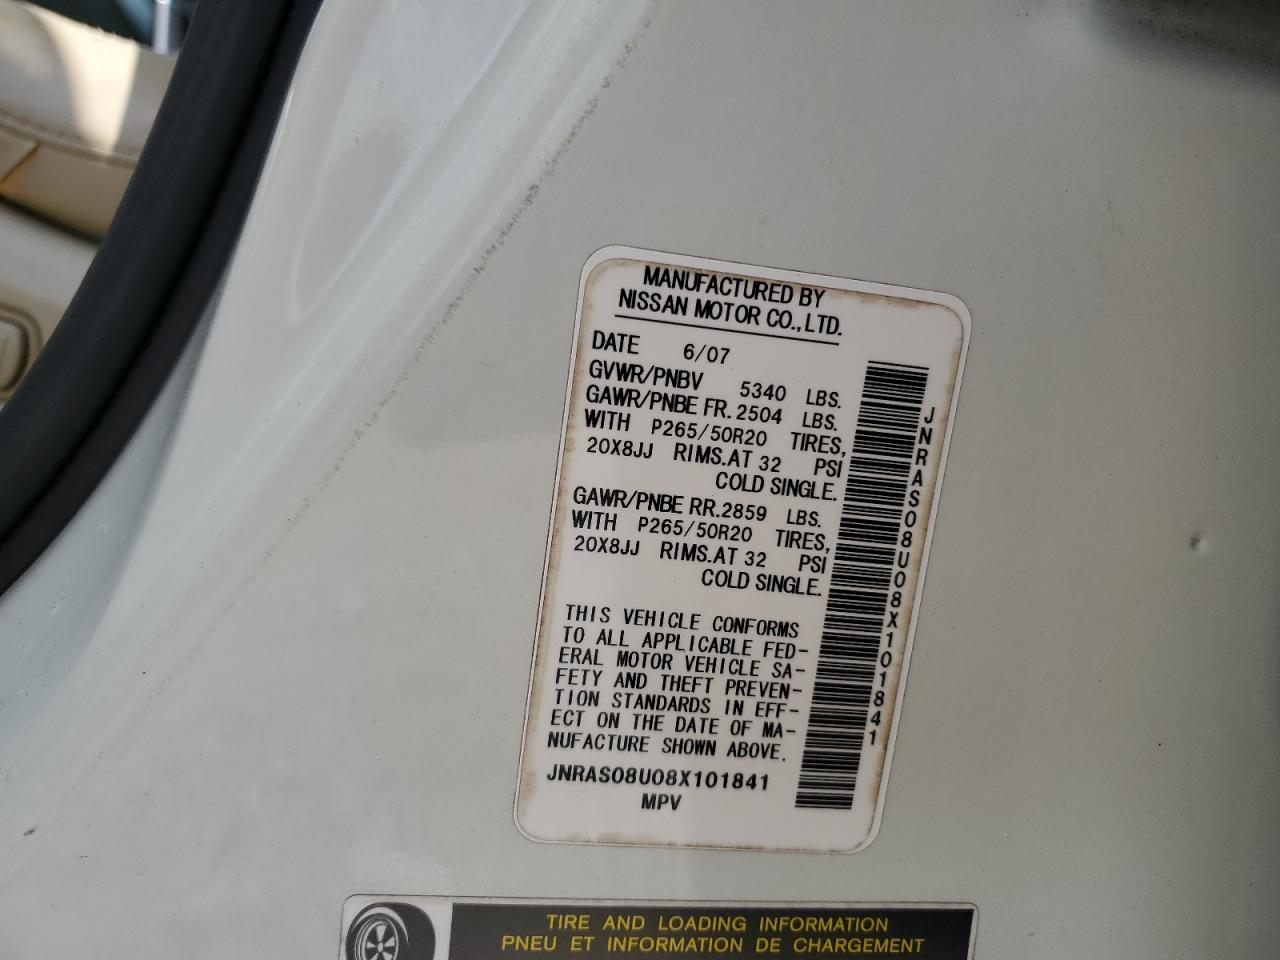 MANUFACTURED BY
NISSAN MOTOR CO.,LTD.
DATE 6/07
GVWR/PNBV 5340 LBS.
GAWR/PNBE FR. 2504 LBS.
WITH P265/50R20 TIRES,
20X8JJ RIMS.AT 32 PSI
COLD SINGLE.
GAWR/PNBE RR. 2859 LBS.
WITH P265/50R20 TIRES,
20X8JJ RIMS.AT 32 PSI
COLD SINGLE.
THIS VEHICLE CONFORMS
TO ALL APPLICABLE FED-
ERAL MOTOR VEHICLE SA-
FETY AND THEFT PREVEN-
TION STANDARDS IN EFF-
ECT ON THE DATE OF MA-
NUFACTURE SHOWN ABOVE.
JNRAS08U08X101841
MPV
JNRAS08U08X101841
TIRE AND LOADING INFORMATION
PNEU ET INFORMATION DE CHARGEMENT